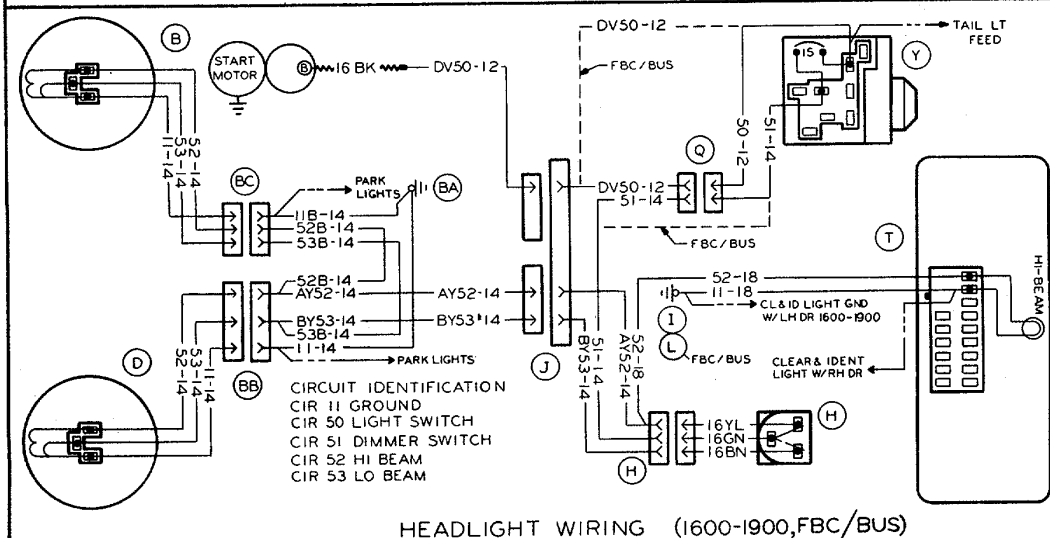 B
START
MOTOR
B
16 BK
DV50-12
DV50-12
FBC/BUS
TAIL LT
FEED
Y
IS
50-12
51-14
11-14
53-14
52-14
BC
PARK
LIGHTS
BA
Q
DV50-12
51-14
FBC/BUS
T
11B-14
52B-14
53B-14
52B-14
AY52-14
AY52-14
BY53-14
BY53-14
53B-14
11-14
PARK LIGHTS
52-18
11-18
CL & ID LIGHT GND
W/LH DR 1600-1900
I
L
FBC/BUS
CLEAR & IDENT
LIGHT W/RH DR
HI-BEAM
D
52-14
53-14
11-14
BB
J
BY53-14
51-14
AY52-14
52-18
CIRCUIT IDENTIFICATION
CIR 11 GROUND
CIR 50 LIGHT SWITCH
CIR 51 DIMMER SWITCH
CIR 52 HI BEAM
CIR 53 LO BEAM
16YL
16GN
16BN
H
H
HEADLIGHT WIRING (1600-1900,FBC/BUS)